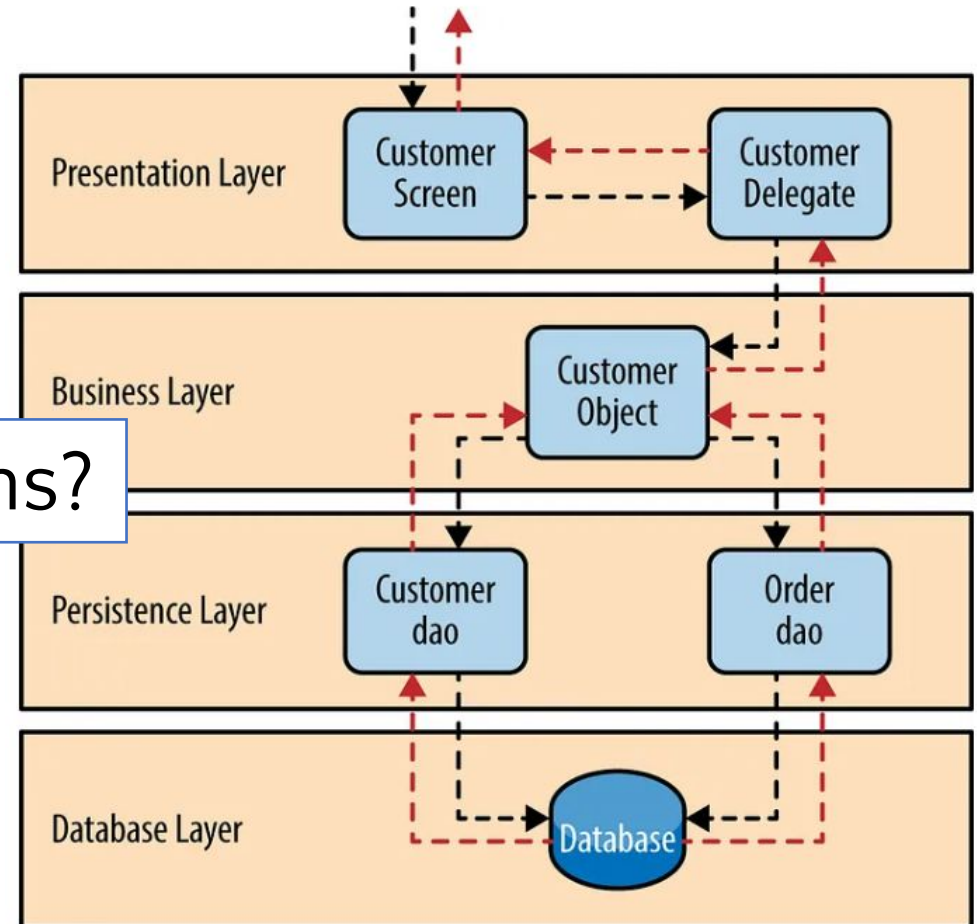 Presentation Layer
Customer
Screen
Customer
Delegate
Business Layer
Customer
Object
ns?
Persistence Layer
Customer
dao
Order
dao
Database Layer
Database